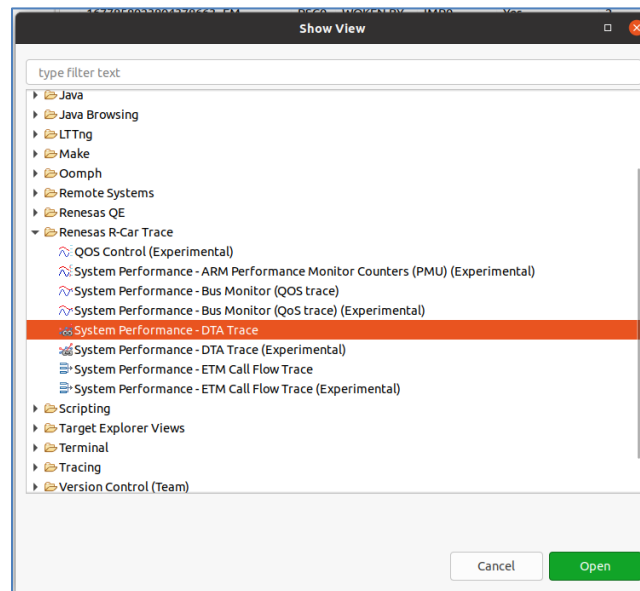 Show View
type filter text
Java
Java Browsing
LTTng
Make
Oomph
Remote Systems
Renesas QE
Renesas R-Car Trace
QOS Control (Experimental)
System Performance - ARM Performance Monitor Counters (PMU) (Experimental)
System Performance - Bus Monitor (QOS trace)
System Performance - Bus Monitor (QoS trace) (Experimental)
System Performance - DTA Trace
System Performance - DTA Trace (Experimental)
System Performance - ETM Call Flow Trace
System Performance - ETM Call Flow Trace (Experimental)
Scripting
Target Explorer Views
Terminal
Tracing
Version Control (Team)
Cancel Open